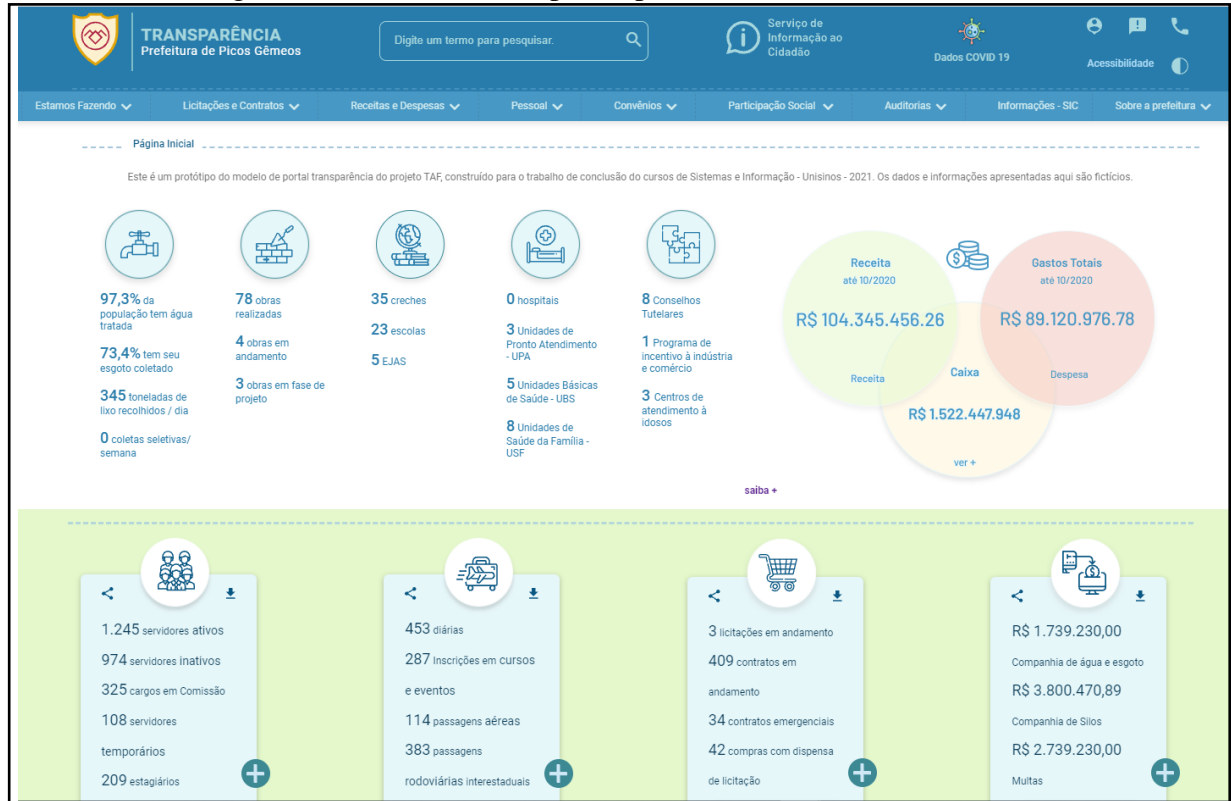 TRANSPARÊNCIA
Prefeitura de Picos Gêmeos
Digite um termo para pesquisar.
Serviço de
Informação ao
Cidadão
Dados COVID 19
Acessibilidade
Estamos Fazendo
Licitações e Contratos
Receitas e Despesas
Pessoal
Convênios
Participação Social
Auditorias
Informações - SIC
Sobre a prefeitura
Página Inicial
Este é um protótipo do modelo de portal transparência do projeto TAF, construído para o trabalho de conclusão do cursos de Sistemas e Informação - Unisinos - 2021. Os dados e informações apresentadas aqui são fictícios.
97,3% da
população tem água
tratada
73,4% tem seu
esgoto coletado
345 toneladas de
lixo recolhidos / dia
0 coletas seletivas/
semana
78 obras
realizadas
4 obras em
andamento
3 obras em fase de
projeto
35 creches
23 escolas
5 EJAS
0 hospitais
3 Unidades de
Pronto Atendimento
- UPA
5 Unidades Básicas
de Saúde - UBS
8 Unidades de
Saúde da Família -
USF
8 Conselhos
Tutelares
1 Programa de
incentivo à indústria
e comércio
3 Centros de
atendimento à
idosos
Receita
até 10/2020
R$ 104.345.456.26
Receita
Gastos Totais
até 10/2020
R$ 89.120.976.78
Despesa
Caixa
R$ 1.522.447.948
ver +
saiba +
1.245 servidores ativos
974 servidores inativos
325 cargos em Comissão
108 servidores
temporários
209 estagiários
453 diárias
287 Inscrições em cursos
e eventos
114 passagens aéreas
383 passagens
rodoviárias interestaduais
3 licitações em andamento
409 contratos em
andamento
34 contratos emergenciais
42 compras com dispensa
de licitação
R$ 1.739.230,00
Companhia de água e esgoto
R$ 3.800.470,89
Companhia de Silos
R$ 2.739.230,00
Multas